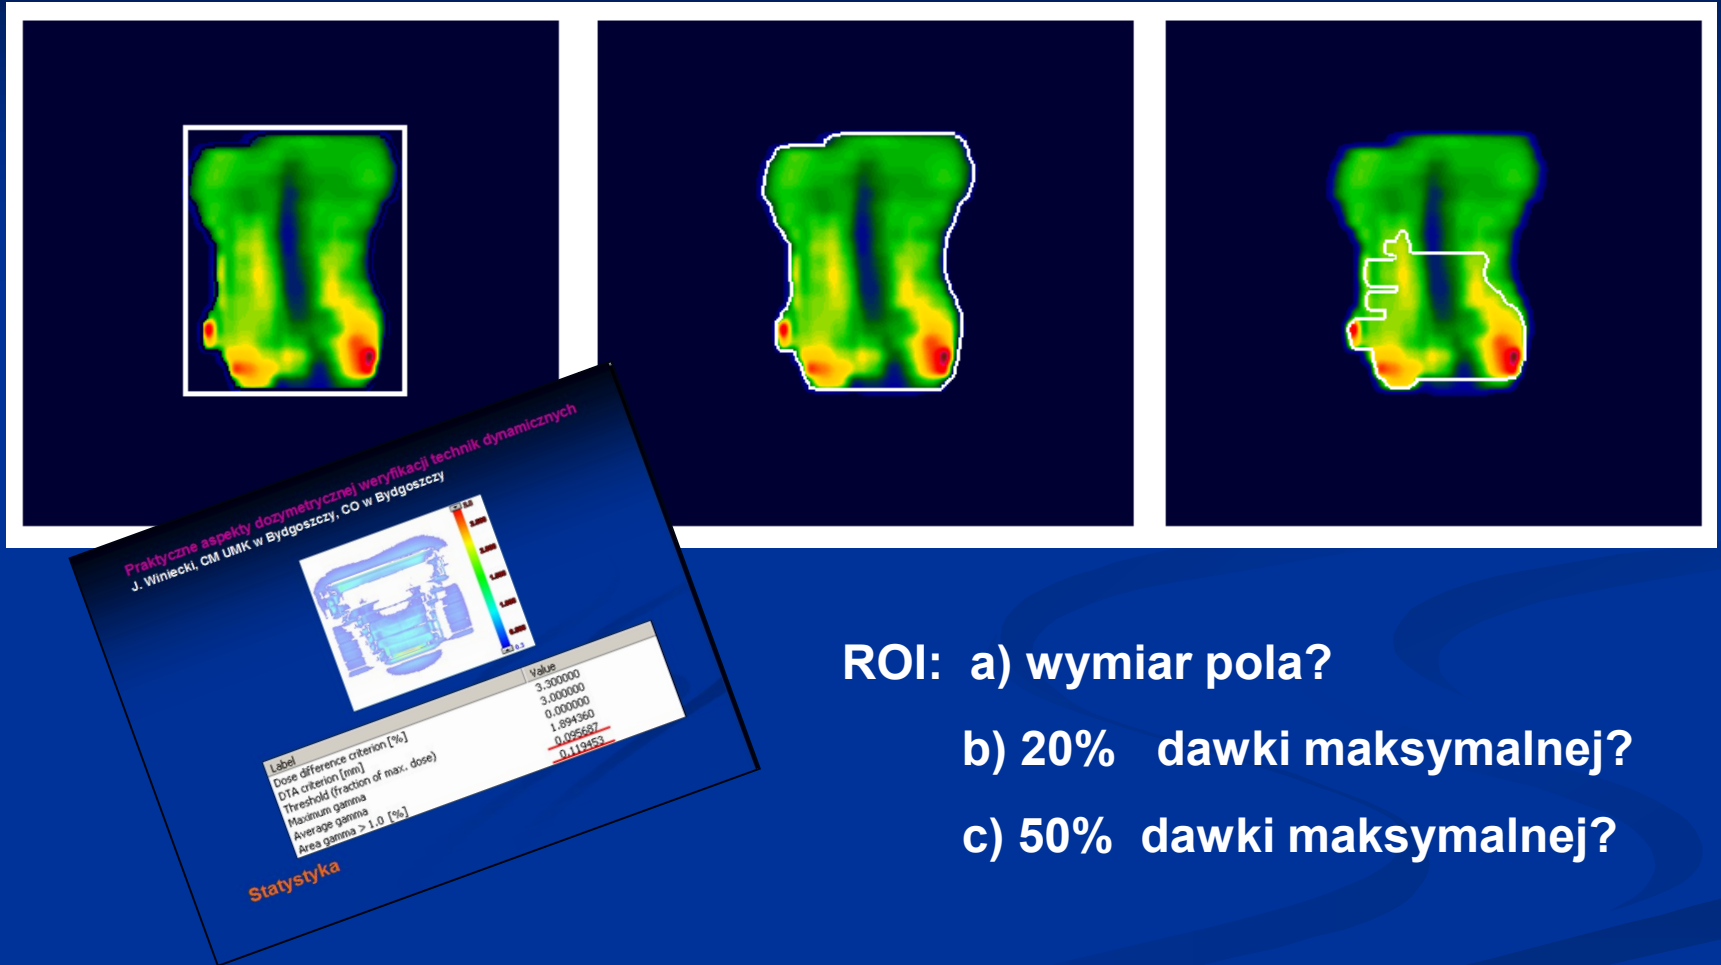 Praktyczne aspekty dozymetrycznej weryfikacji technik dynamicznych
J. Winiecki, CM UMK w Bydgoszczy, CO w Bydgoszczy
Label Value
Dose difference criterion [%] 3.300000
DTA criterion [mm] 3.000000
Threshold (fraction of max. dose) 0.000000
Maximum gamma 1.894360
Average gamma 0.095687
Area gamma > 1.0 [%] 0.119453
Statystyka
ROI: a) wymiar pola?
b) 20% dawki maksymalnej?
c) 50% dawki maksymalnej?